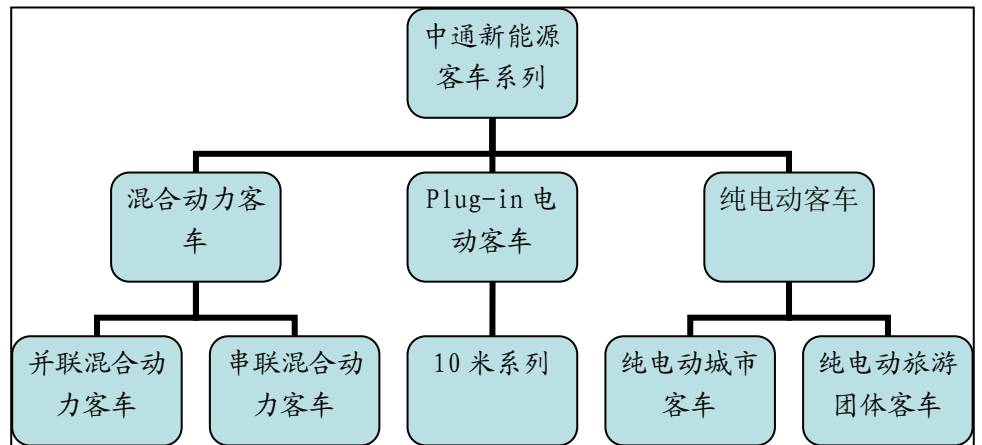 中通新能源
客车系列
混合动力客
车
Plug-in 电
动客车
纯电动客车
并联混合动
力客车
串联混合动
力客车
10 米系列
纯电动城市
客车
纯电动旅游
团体客车